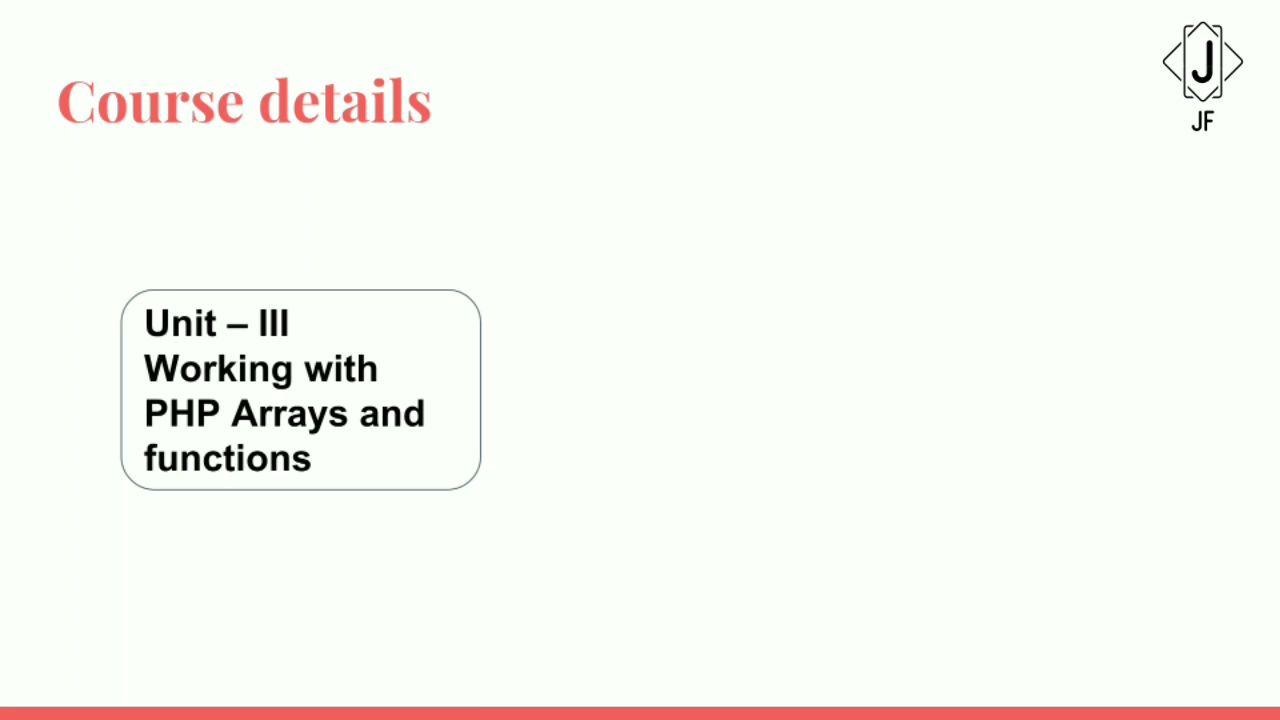 Course details
J
JF
Unit – III
Working with
PHP Arrays and
functions